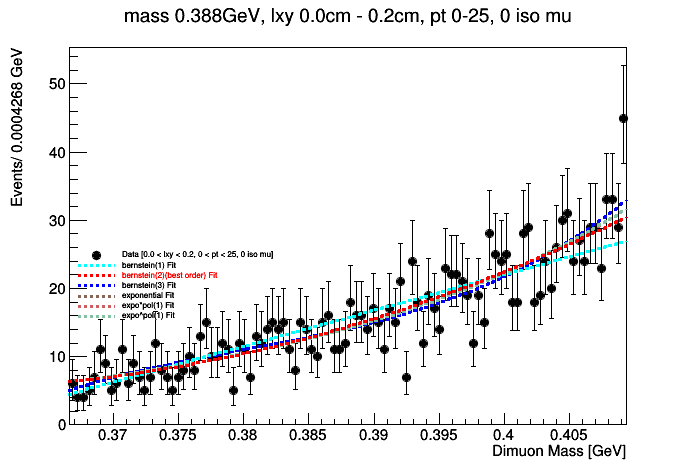 mass 0.388GeV, lxy 0.0cm - 0.2cm, pt 0-25, 0 iso mu
Events/ 0.0004268 GeV
50
40
30
20
10
0
Data [0.0 < lxy < 0.2, 0 < pt < 25, 0 iso mu]
bernstein(1) Fit
bernstein(2)(best order) Fit
bernstein(3) Fit
exponential Fit
expo*pol(1) Fit
expo*pol(1) Fit
0.37 0.375 0.38 0.385 0.39 0.395 0.4 0.405
Dimuon Mass [GeV]